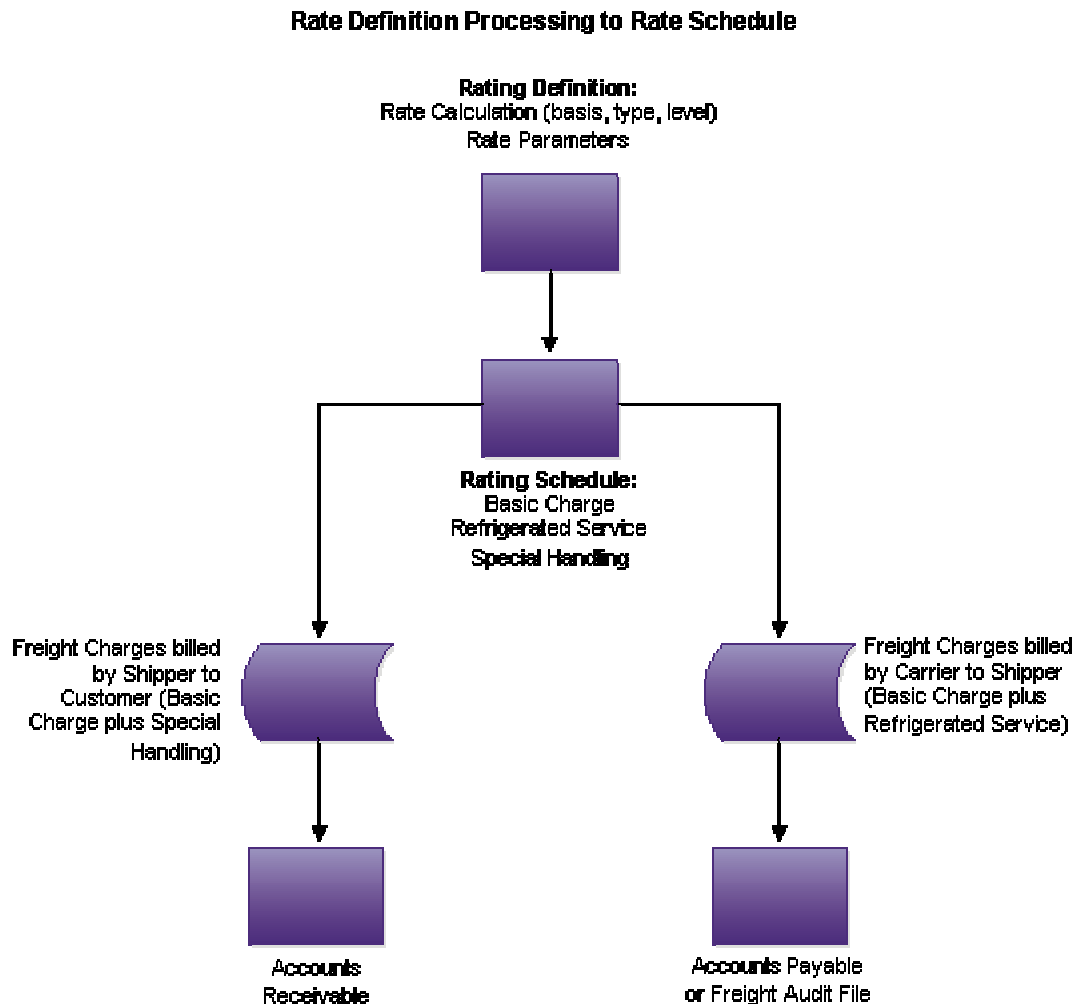 Rate Definition Processing to Rate Schedule
Rating Definition:
Rate Calculation (basis, type, level)
Rate Parameters
Rating Schedule:
Basic Charge
Refrigerated Service
Special Handling
Freight Charges billed
by Shipper to
Customer (Basic
Charge plus Special
Handling)
Freight Charges billed
by Carrier to Shipper
(Basic Charge plus
Refrigerated Service)
Accounts
Receivable
Accounts Payable
or Freight Audit File